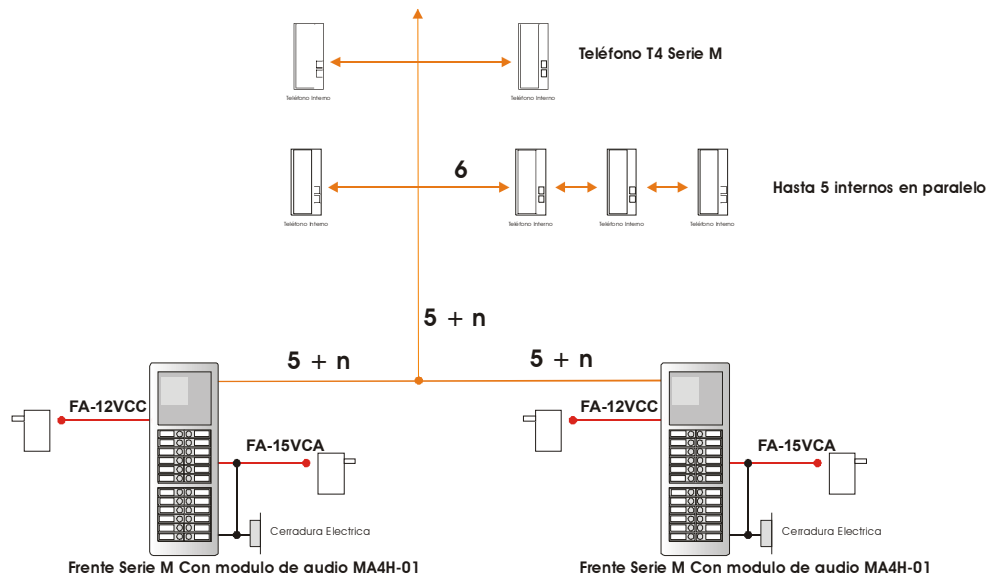 Teléfono T4 Serie M
Teléfono Interno
Teléfono Interno
6
Hasta 5 internos en paralelo
Teléfono Interno
Teléfono Interno
Teléfono Interno
Teléfono Interno
5 + n
5 + n
5 + n
FA-12VCC
FA-15VCA
FA-12VCC
FA-15VCA
Cerradura Electrica
Cerradura Electrica
Frente Serie M Con modulo de audio MA4H-01
Frente Serie M Con modulo de audio MA4H-01